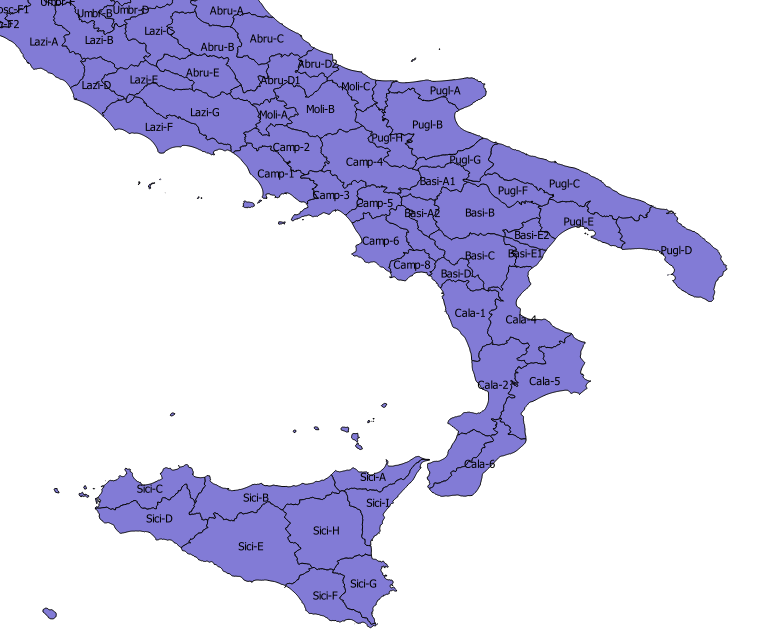 Umbr-D
Umbr-B
Abru-A
Lazi-A
Lazi-B
Lazi-C
Abru-C
Abru-B
Abru-D2
Abru-E
Lazi-E
Lazi-D
Abru-D1
Moli-C
Pugl-A
Lazi-G
Moli-A
Moli-B
Lazi-F
Pugl-B
Pugl-H
Camp-2
Camp-4
Pugl-G
Camp-1
Basi-A1
Pugl-C
Pugl-F
Camp-3
Camp-5
Basi-A2
Basi-B
Pugl-E
Camp-6
Basi-E2
Pugl-D
Basi-C
Basi-E1
Camp-8
Basi-D
Cala-1
Cala-4
Cala-2
Cala-5
Cala-6
Sici-A
Sici-C
Sici-B
Sici-I
Sici-D
Sici-H
Sici-E
Sici-G
Sici-F